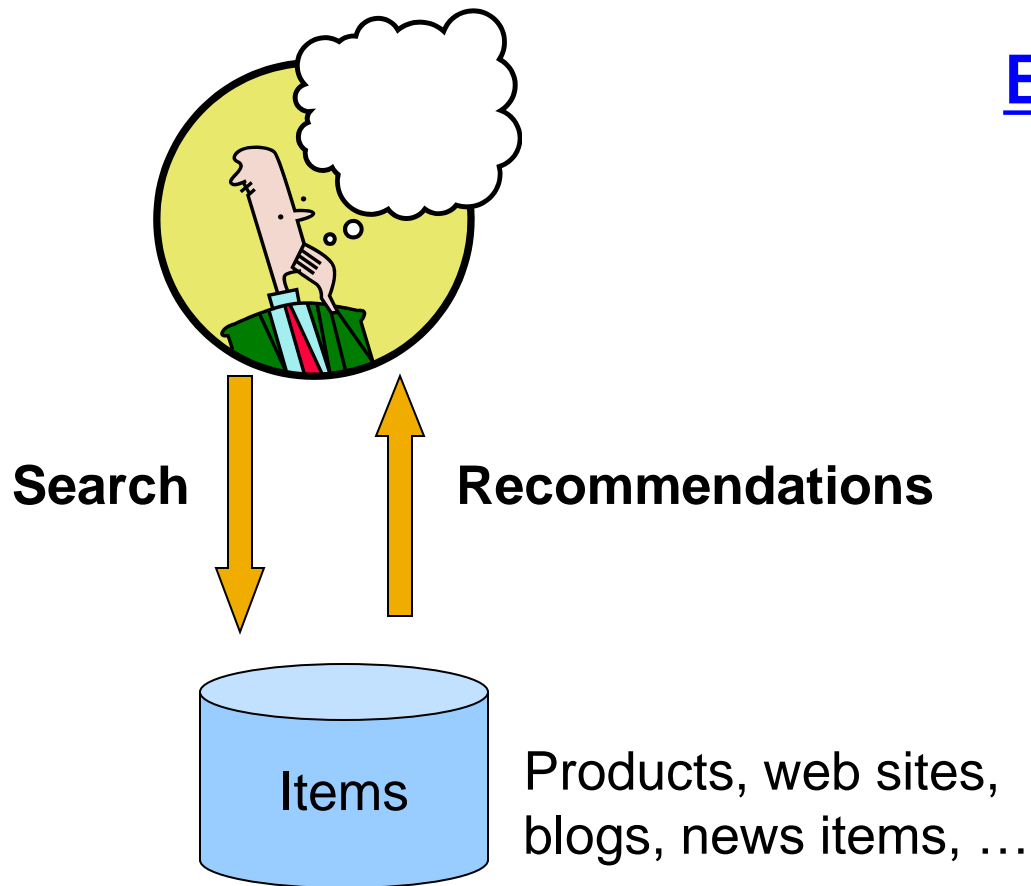 Search
Recommendations
Items
Products, web sites,
blogs, news items, …